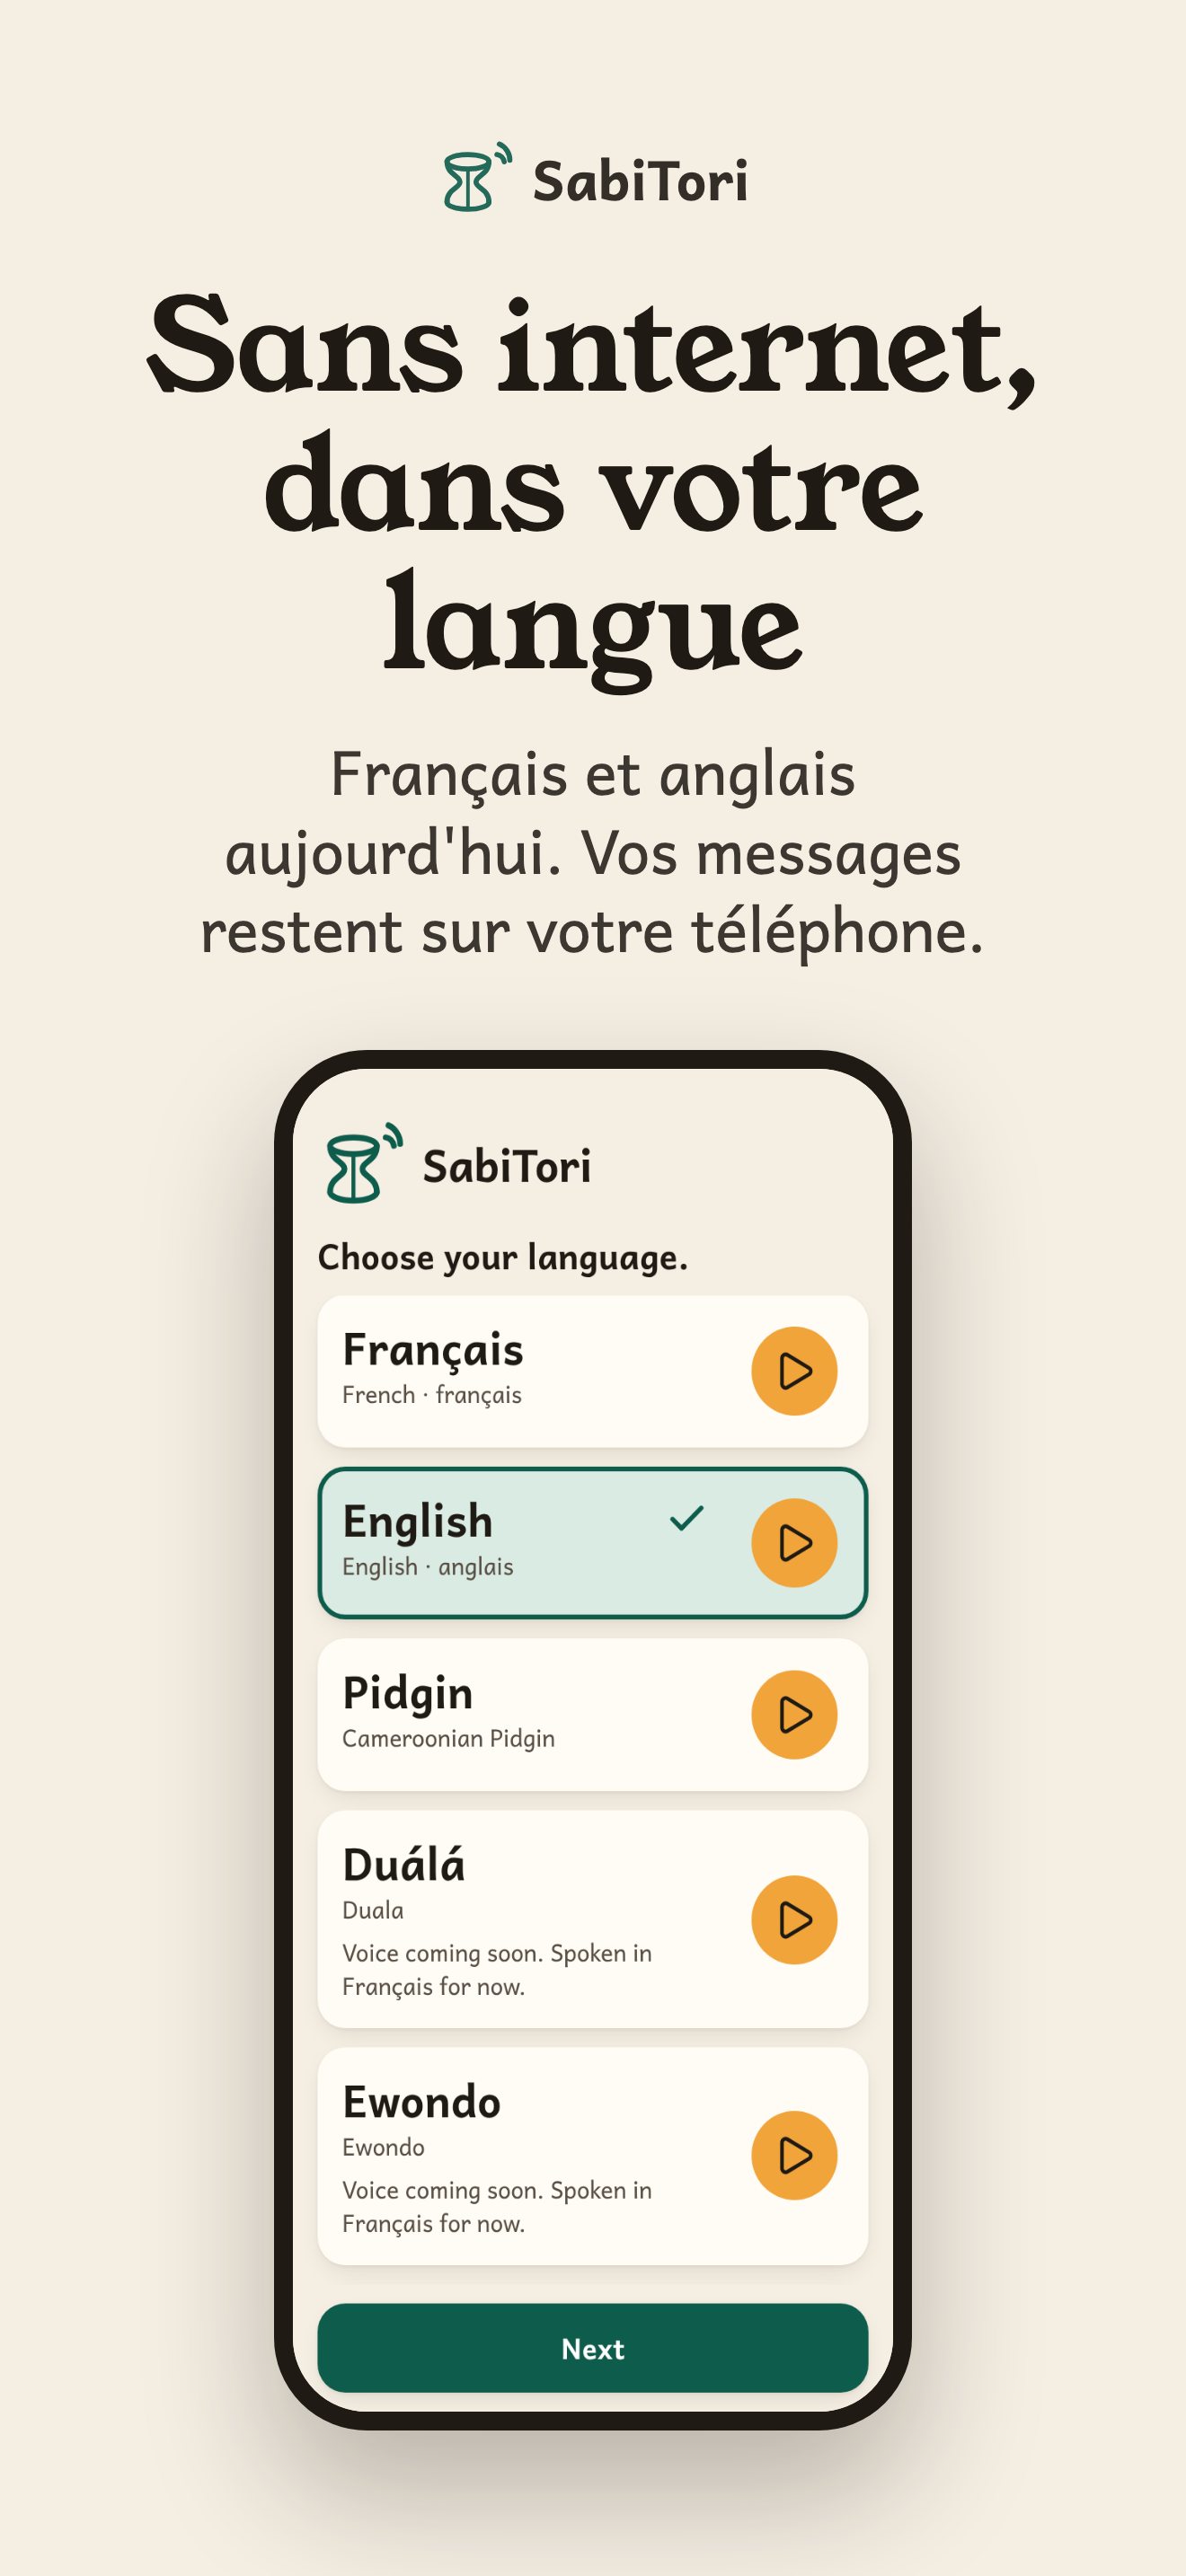 SabiTori
Sans internet,
dans votre
langue
Français et anglais
aujourd'hui. Vos messages
restent sur votre téléphone.
SabiTori
Choose your language.
Français
French · français
English
English · anglais
Pidgin
Cameroonian Pidgin
Duálá
Duala
Voice coming soon. Spoken in
Français for now.
Ewondo
Ewondo
Voice coming soon. Spoken in
Français for now.
Next